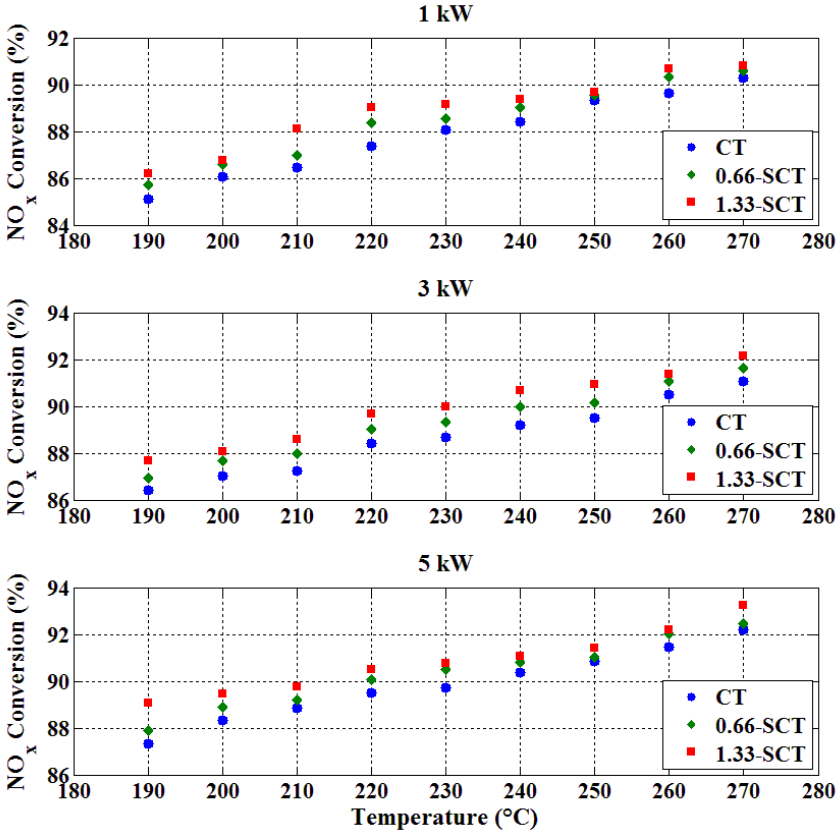 1 kW
NOx Conversion (%)
92
90
88
86
84
180 190 200 210 220 230 240 250 260 270 280
CT
0.66-SCT
1.33-SCT
3 kW
NOx Conversion (%)
94
92
90
88
86
180 190 200 210 220 230 240 250 260 270 280
CT
0.66-SCT
1.33-SCT
5 kW
NOx Conversion (%)
94
92
90
88
86
180 190 200 210 220 230 240 250 260 270 280
CT
0.66-SCT
1.33-SCT
Temperature (°C)